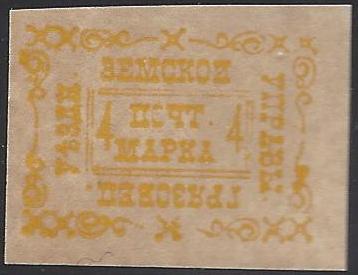 ЗЕМСКОЙ
УПРАВЫ
ГРЯЗОВЕЦ.
УѢЗДН.
4 ПОЧТ. 4
МАРКА